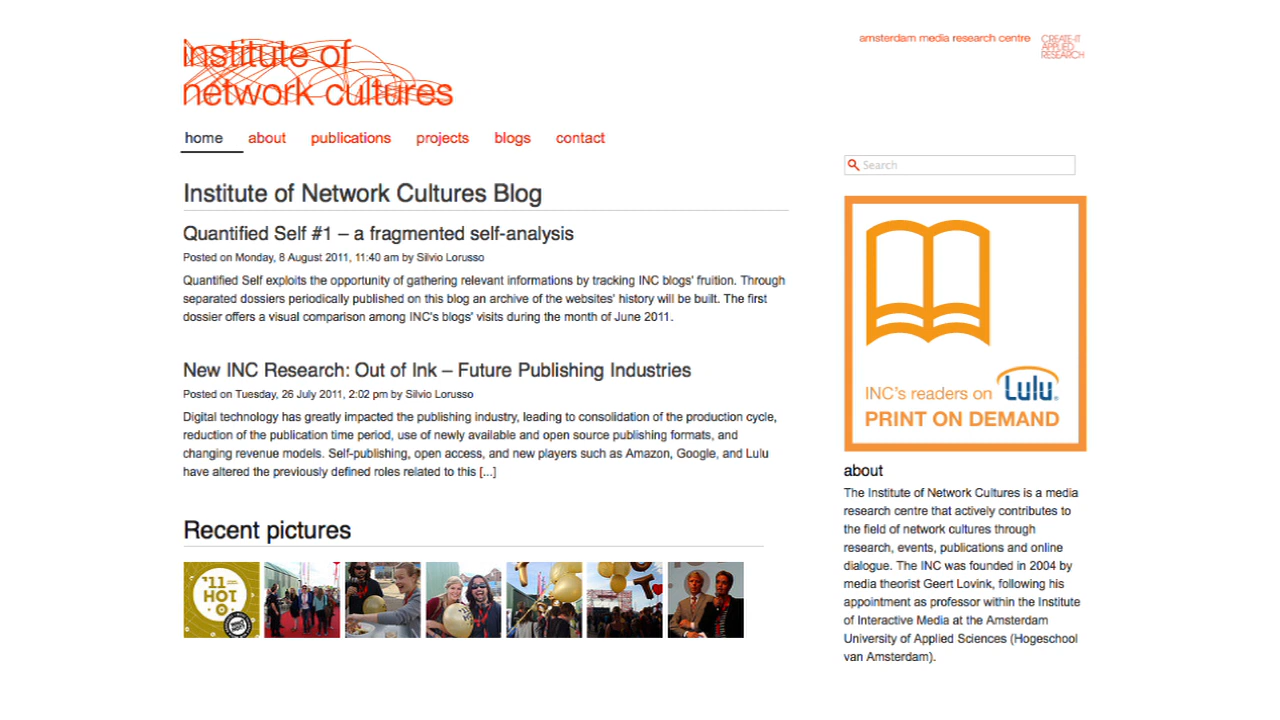 institute of
network cultures
amsterdam media research centre
CREATE-IT
APPLIED
RESEARCH
home about publications projects blogs contact
Search
Institute of Network Cultures Blog
Quantified Self #1 – a fragmented self-analysis
Posted on Monday, 8 August 2011, 11:40 am by Silvio Lorusso
Quantified Self exploits the opportunity of gathering relevant informations by tracking INC blogs' fruition. Through
separated dossiers periodically published on this blog an archive of the websites' history will be built. The first
dossier offers a visual comparison among INC's blogs' visits during the month of June 2011.
New INC Research: Out of Ink – Future Publishing Industries
Posted on Tuesday, 26 July 2011, 2:02 pm by Silvio Lorusso
Digital technology has greatly impacted the publishing industry, leading to consolidation of the production cycle,
reduction of the publication time period, use of newly available and open source publishing formats, and
changing revenue models. Self-publishing, open access, and new players such as Amazon, Google, and Lulu
have altered the previously defined roles related to this [...]
Recent pictures
'11
HOT
INC's readers on Lulu
PRINT ON DEMAND
about
The Institute of Network Cultures is a media
research centre that actively contributes to
the field of network cultures through
research, events, publications and online
dialogue. The INC was founded in 2004 by
media theorist Geert Lovink, following his
appointment as professor within the Institute
of Interactive Media at the Amsterdam
University of Applied Sciences (Hogeschool
van Amsterdam).